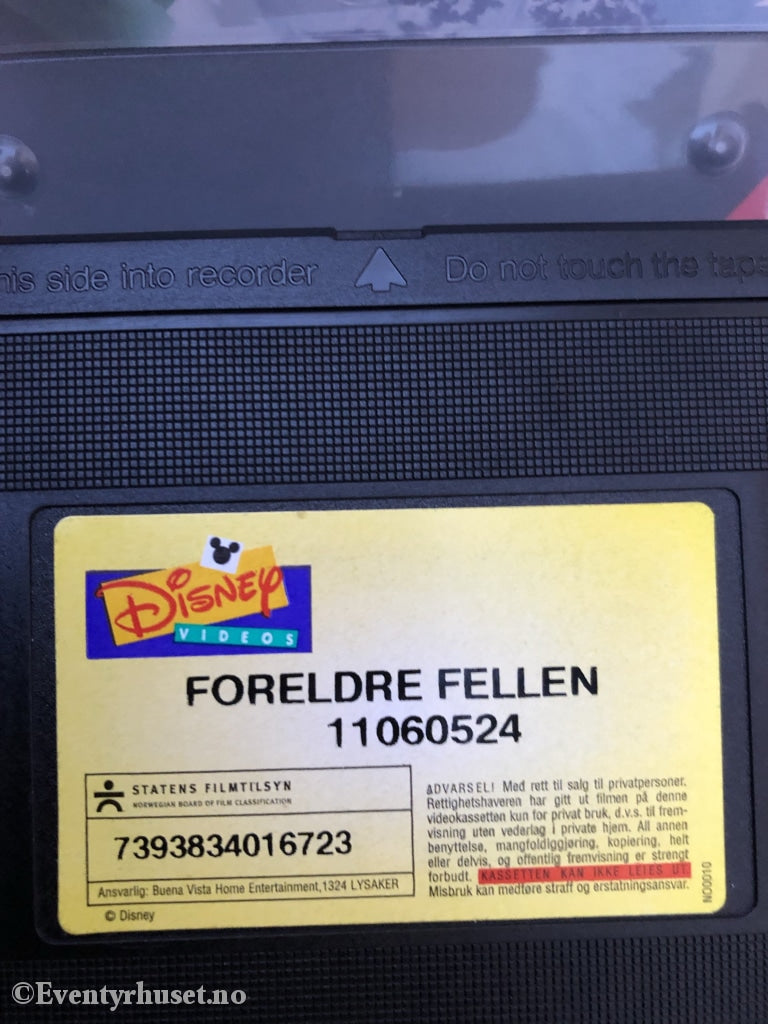 his side into recorder Do not touch the tape
Disney
VIDEOS
FORELDRE FELLEN
11060524
STATENS FILMTILSYN
NORWEGIAN BOARD OF FILM CLASSIFICATION
7393834016723
Ansvarlig: Buena Vista Home Entertainment,1324 LYSAKER
© Disney
ADVARSEL! Med rett til salg til privatpersoner.
Rettighetshaveren har gitt ut filmen på denne
videokassetten kun for privat bruk, d.v.s. til frem-
visning uten vederlag i private hjem. All annen
benyttelse, mangfoldiggjøring, kopiering, helt
eller delvis, og offentlig fremvisning er strengt
forbudt. KASSETTEN KAN IKKE LEIES UT.
Misbruk kan medføre straff og erstatningsansvar.
NO0010
©Eventyrhuset.no